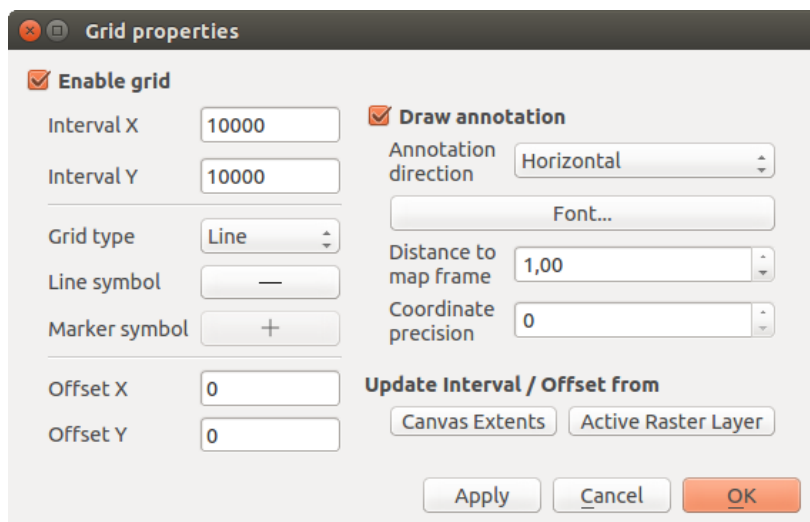 Grid properties
Enable grid
Interval X 10000
Interval Y 10000
Grid type Line
Line symbol
Marker symbol
Offset X 0
Offset Y 0
Draw annotation
Annotation
direction Horizontal
Font...
Distance to
map frame 1,00
Coordinate
precision 0
Update Interval / Offset from
Canvas Extents Active Raster Layer
Apply Cancel OK